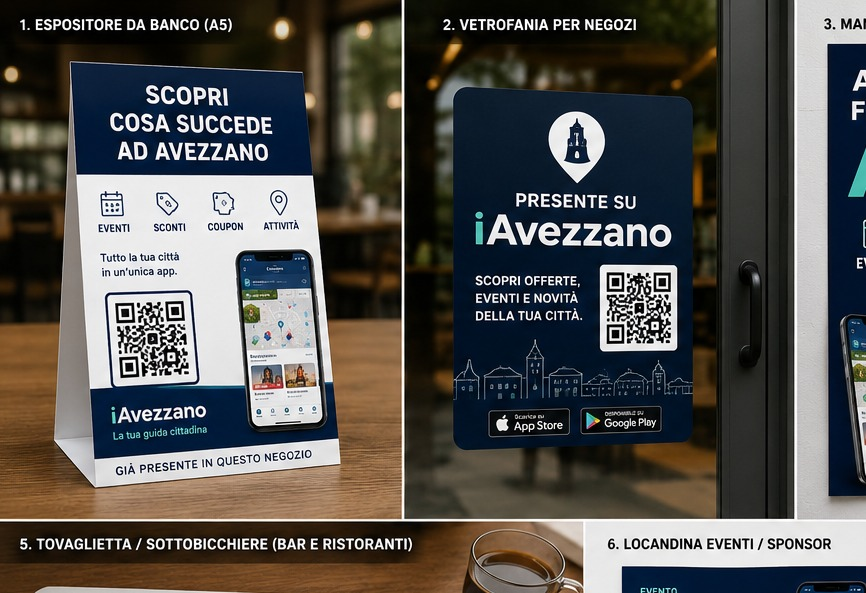 1. ESPOSITORE DA BANCO (A5)
SCOPRI
COSA SUCCEDE
AD AVEZZANO
EVENTI
SCONTI
COUPON
ATTIVITÀ
Tutto la tua città
in un'unica app.
iAvezzano
La tua guida cittadina
GIÀ PRESENTE IN QUESTO NEGOZIO
2. VETROFANIA PER NEGOZI
PRESENTE SU
iAvezzano
SCOPRI OFFERTE,
EVENTI E NOVITÀ
DELLA TUA CITTÀ.
Scarica su
App Store
DISPONIBILE SU
Google Play
3. MA
A
F
5. TOVAGLIETTA / SOTTOBICCHIERE (BAR E RISTORANTI)
6. LOCANDINA EVENTI / SPONSOR
EVENTO